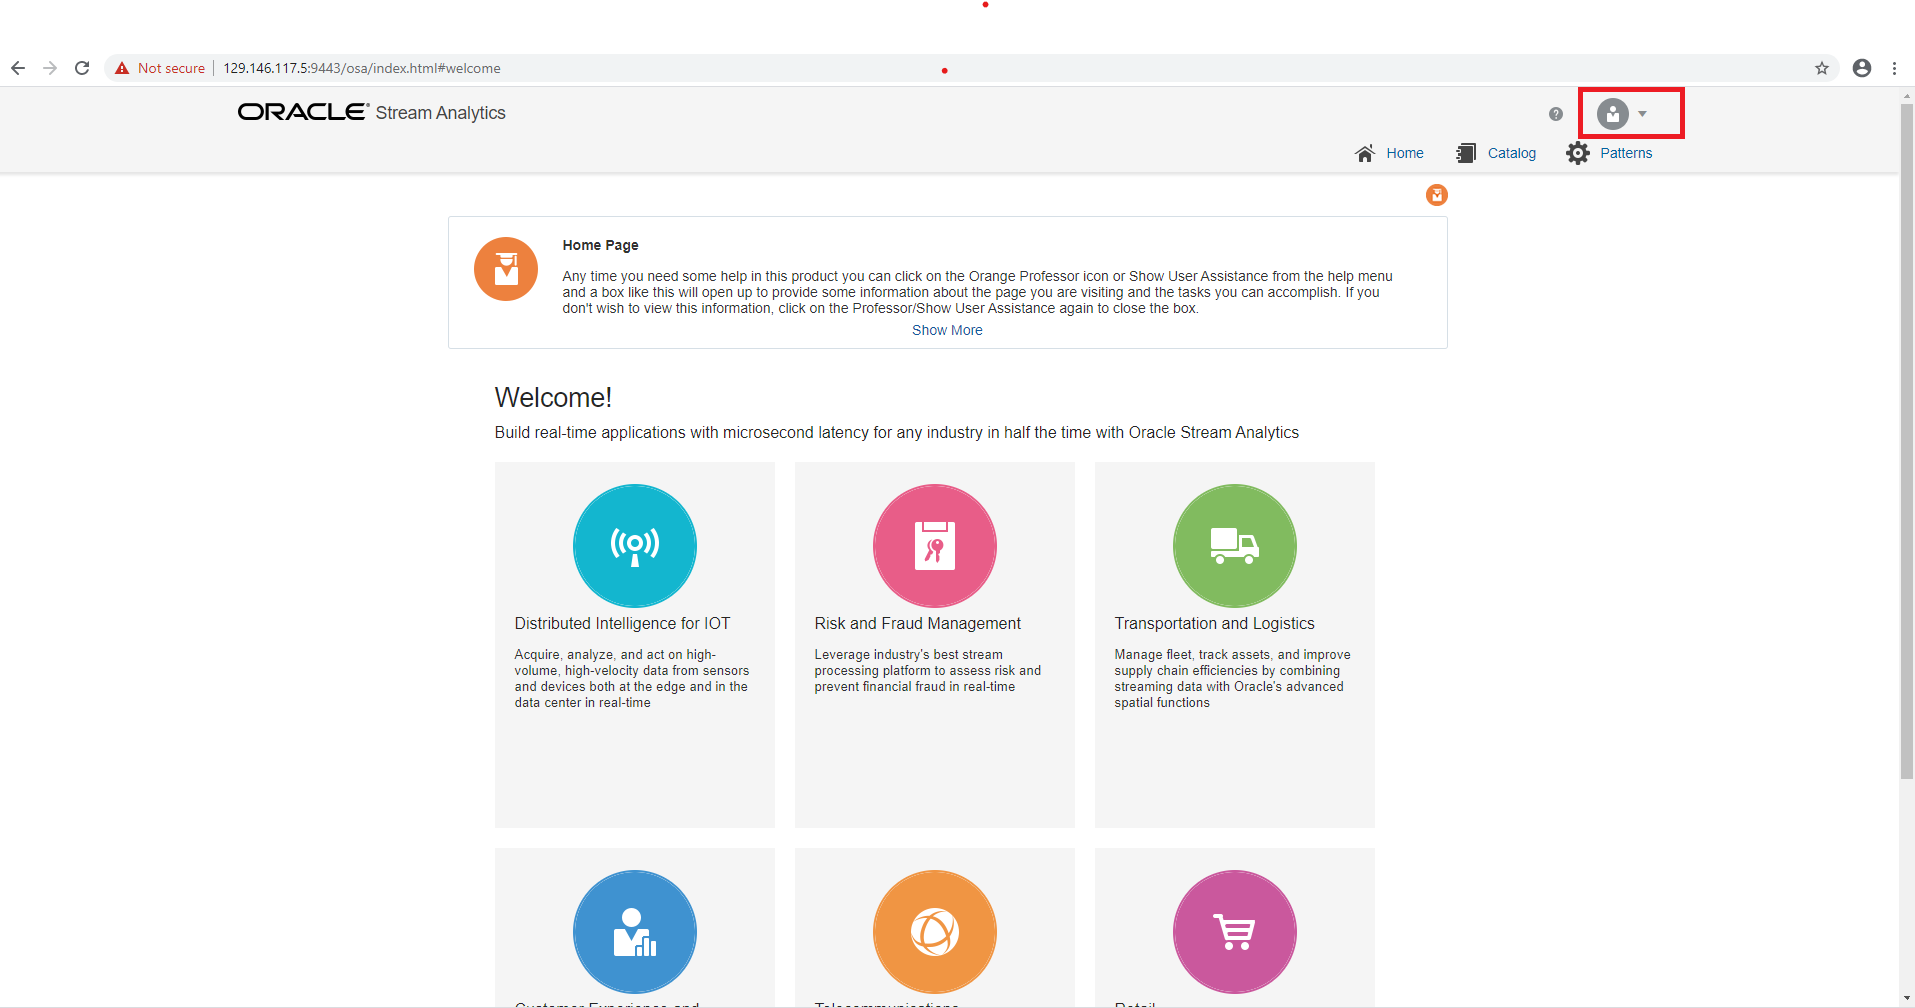 Not secure 129.146.117.5:9443/osa/index.html#welcome
ORACLE® Stream Analytics
?
Home Catalog Patterns
Home Page
Any time you need some help in this product you can click on the Orange Professor icon or Show User Assistance from the help menu
and a box like this will open up to provide some information about the page you are visiting and the tasks you can accomplish. If you
don't wish to view this information, click on the Professor/Show User Assistance again to close the box.
Show More
Welcome!
Build real-time applications with microsecond latency for any industry in half the time with Oracle Stream Analytics
Distributed Intelligence for IOT
Acquire, analyze, and act on high-
volume, high-velocity data from sensors
and devices both at the edge and in the
data center in real-time
Risk and Fraud Management
Leverage industry's best stream
processing platform to assess risk and
prevent financial fraud in real-time
Transportation and Logistics
Manage fleet, track assets, and improve
supply chain efficiencies by combining
streaming data with Oracle's advanced
spatial functions
Customer Experience and
Telecommunications
Retail